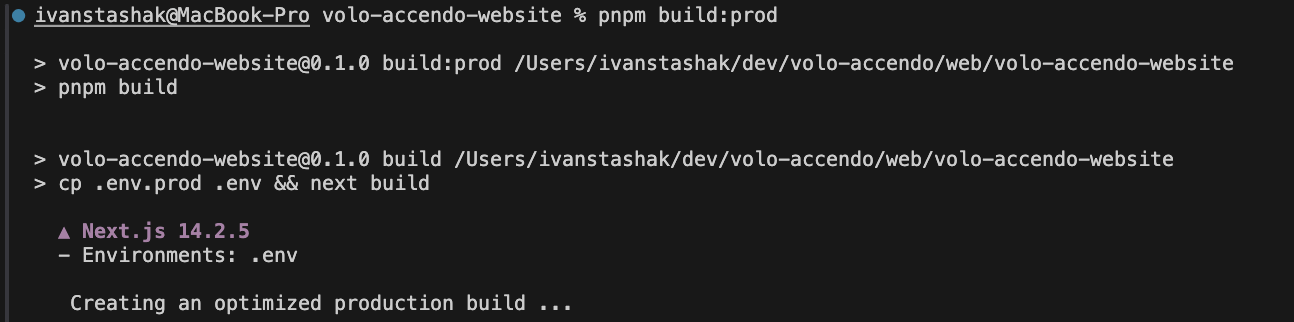 ivanstashak@MacBook-Pro volo-accendo-website % pnpm build:prod
> volo-accendo-website@0.1.0 build:prod /Users/ivanstashak/dev/volo-accendo/web/volo-accendo-website
> pnpm build
> volo-accendo-website@0.1.0 build /Users/ivanstashak/dev/volo-accendo/web/volo-accendo-website
> cp .env.prod .env && next build
▲ Next.js 14.2.5
- Environments: .env
Creating an optimized production build ...